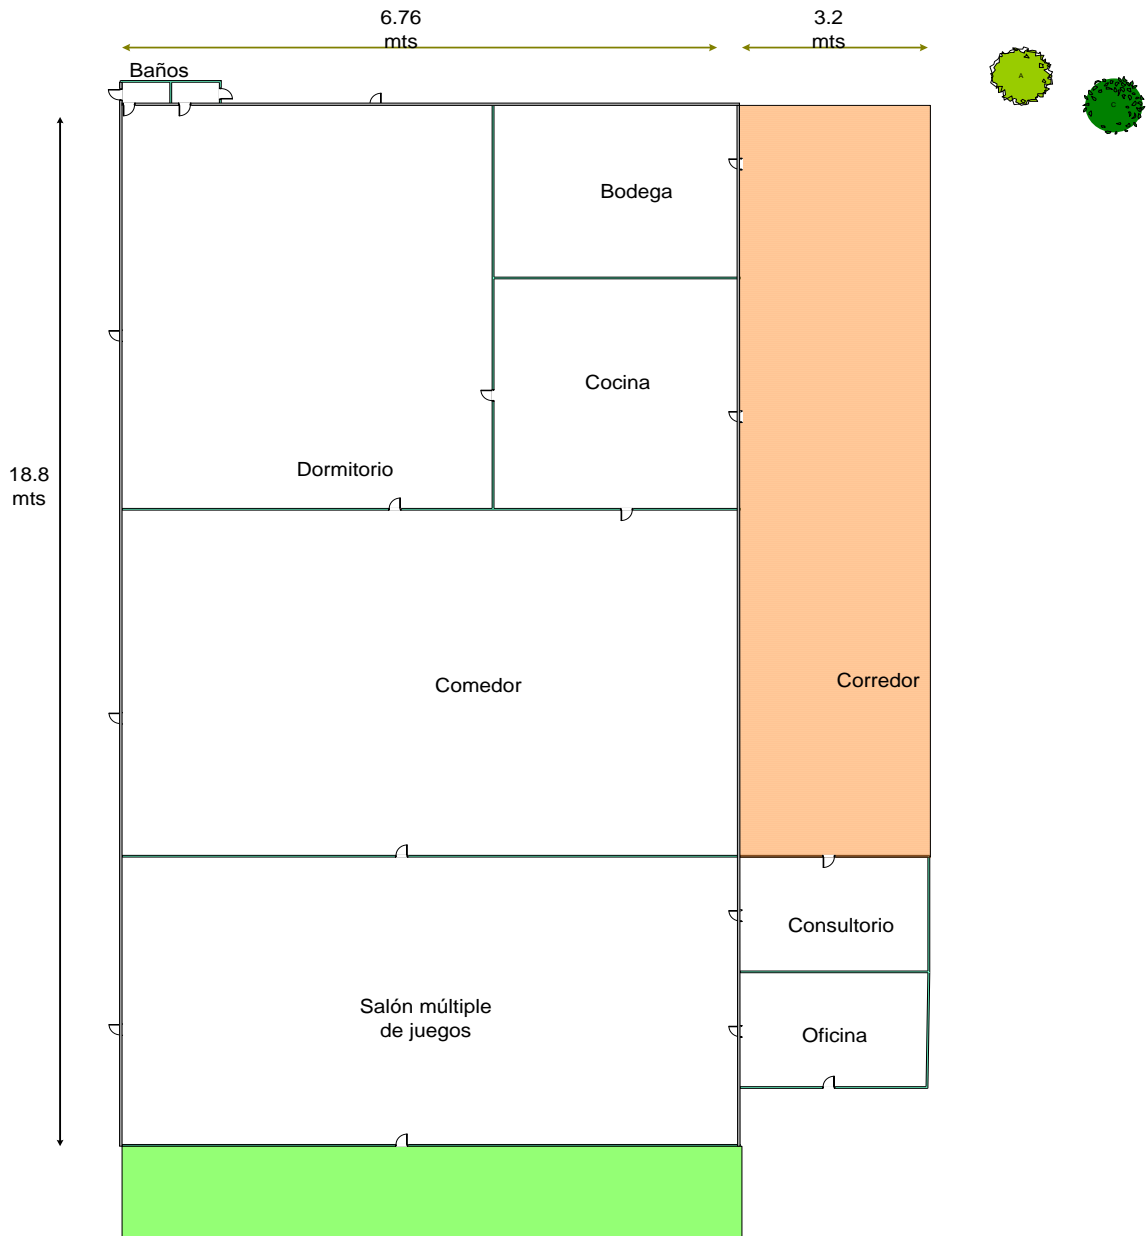 6.76
mts
3.2
mts
Baños
A
C
Bodega
Cocina
Dormitorio
18.8
mts
Comedor
Corredor
Consultorio
Salón múltiple
de juegos
Oficina